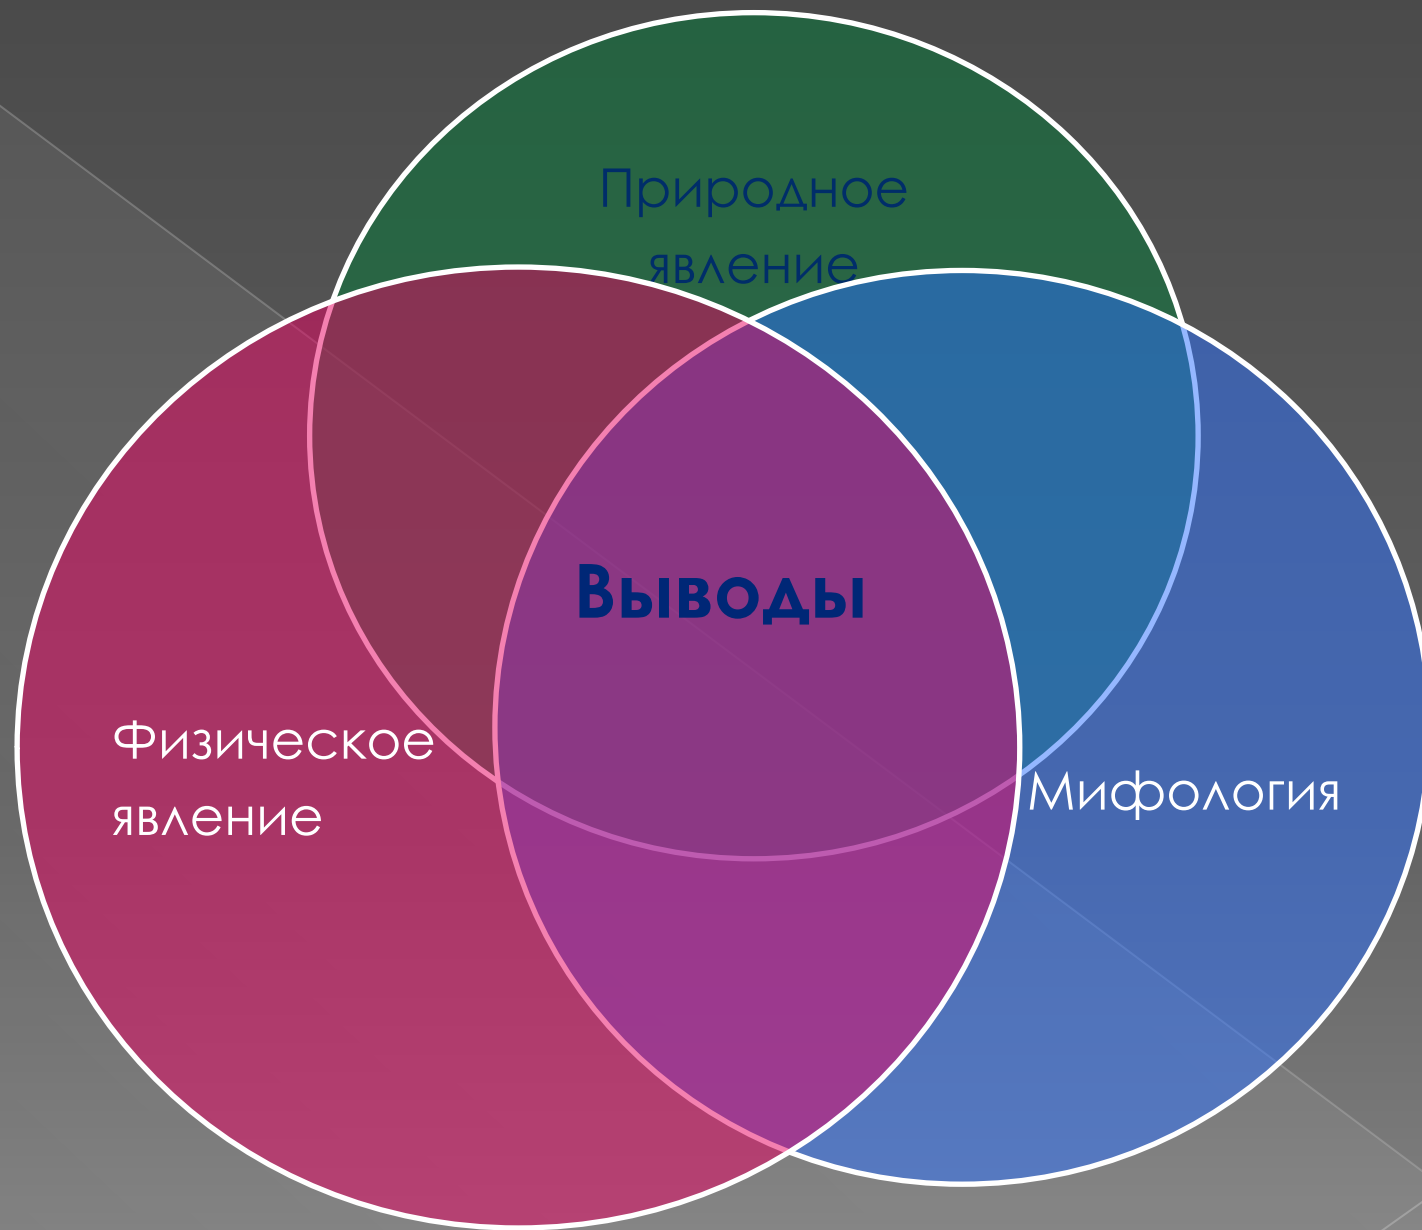 Природное
явление
Выводы
Физическое
явление
Мифология